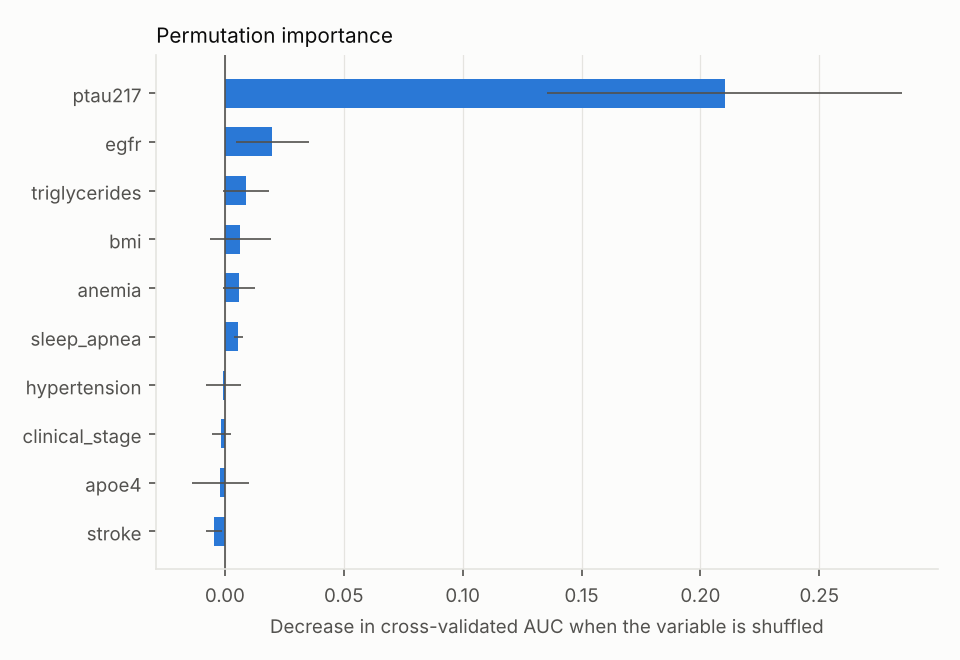 Permutation importance
ptau217
egfr
triglycerides
bmi
anemia
sleep_apnea
hypertension
clinical_stage
apoe4
stroke
0.00 0.05 0.10 0.15 0.20 0.25
Decrease in cross-validated AUC when the variable is shuffled